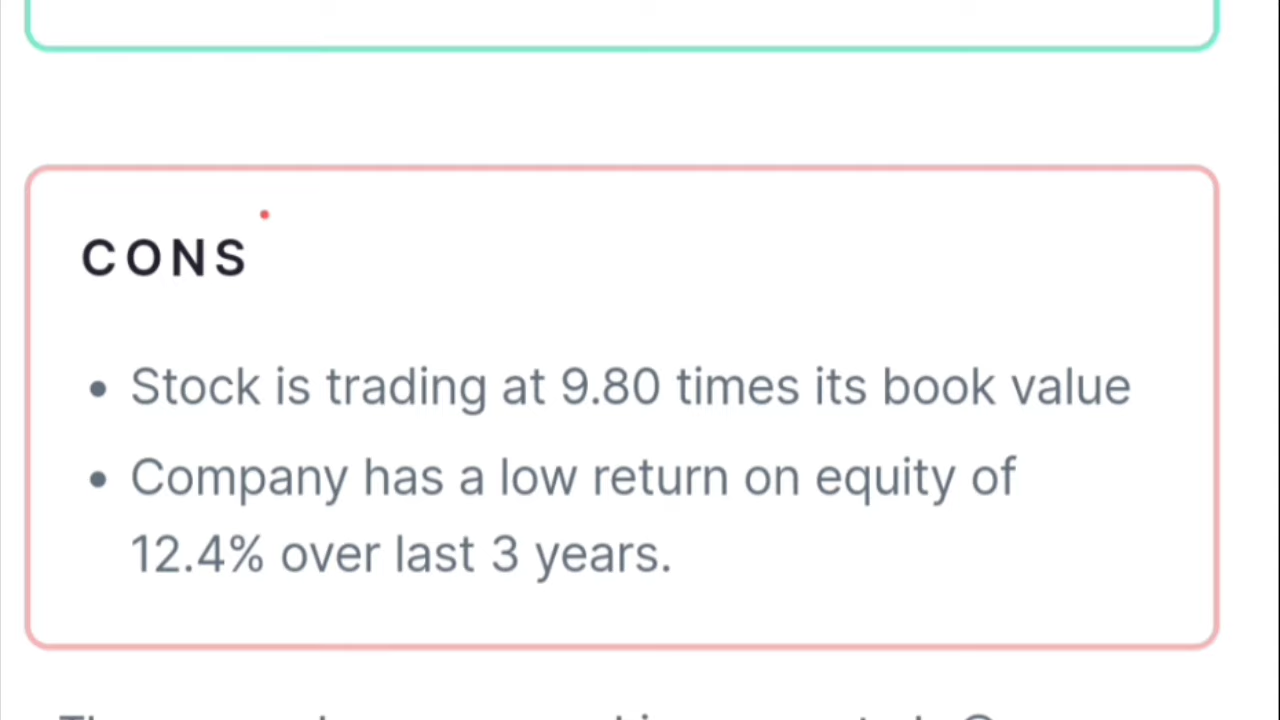 CONS
• Stock is trading at 9.80 times its book value
• Company has a low return on equity of
12.4% over last 3 years.